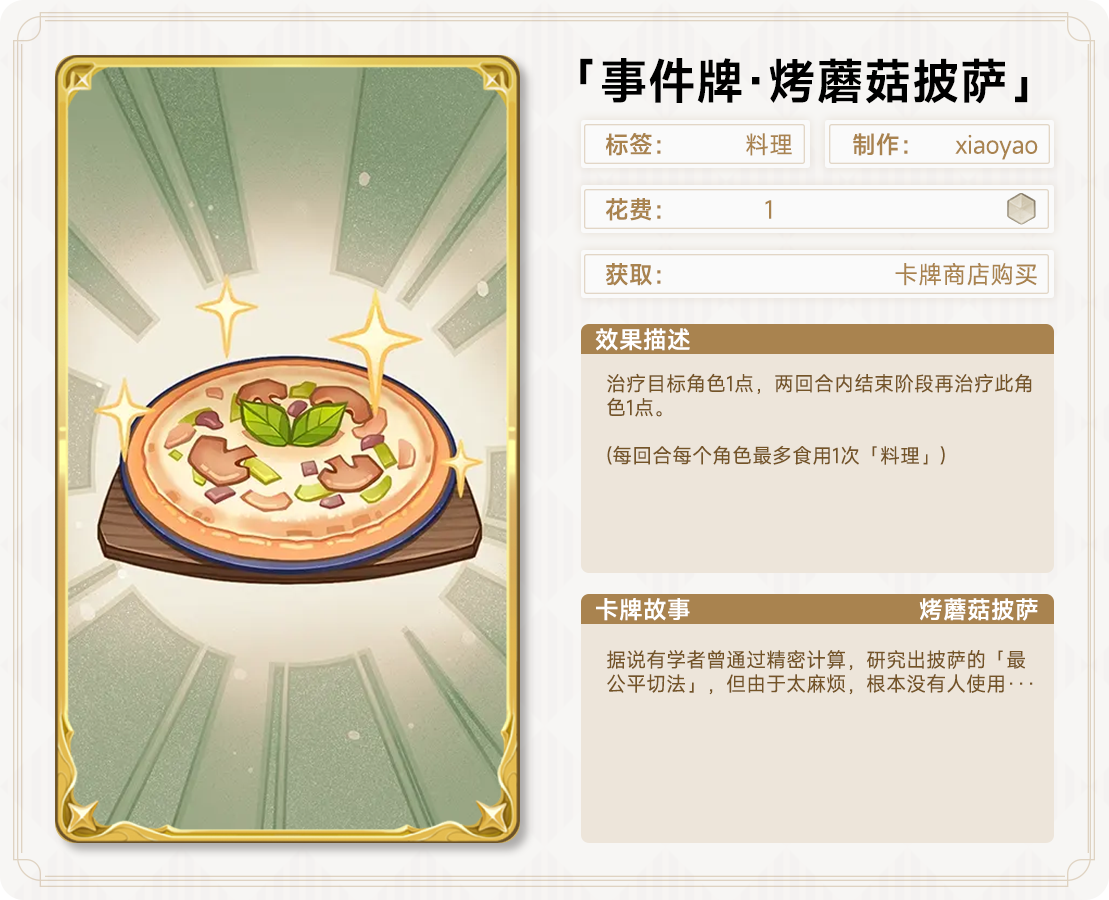 「事件牌·烤蘑菇披萨」
标签： 料理
制作： xiaoyao
花费： 1
获取： 卡牌商店购买
效果描述
治疗目标角色1点，两回合内结束阶段再治疗此角
色1点。
（每回合每个角色最多食用1次「料理」）
卡牌故事 烤蘑菇披萨
据说有学者曾通过精密计算，研究出披萨的「最
公平切法」，但由于太麻烦，根本没有人使用···